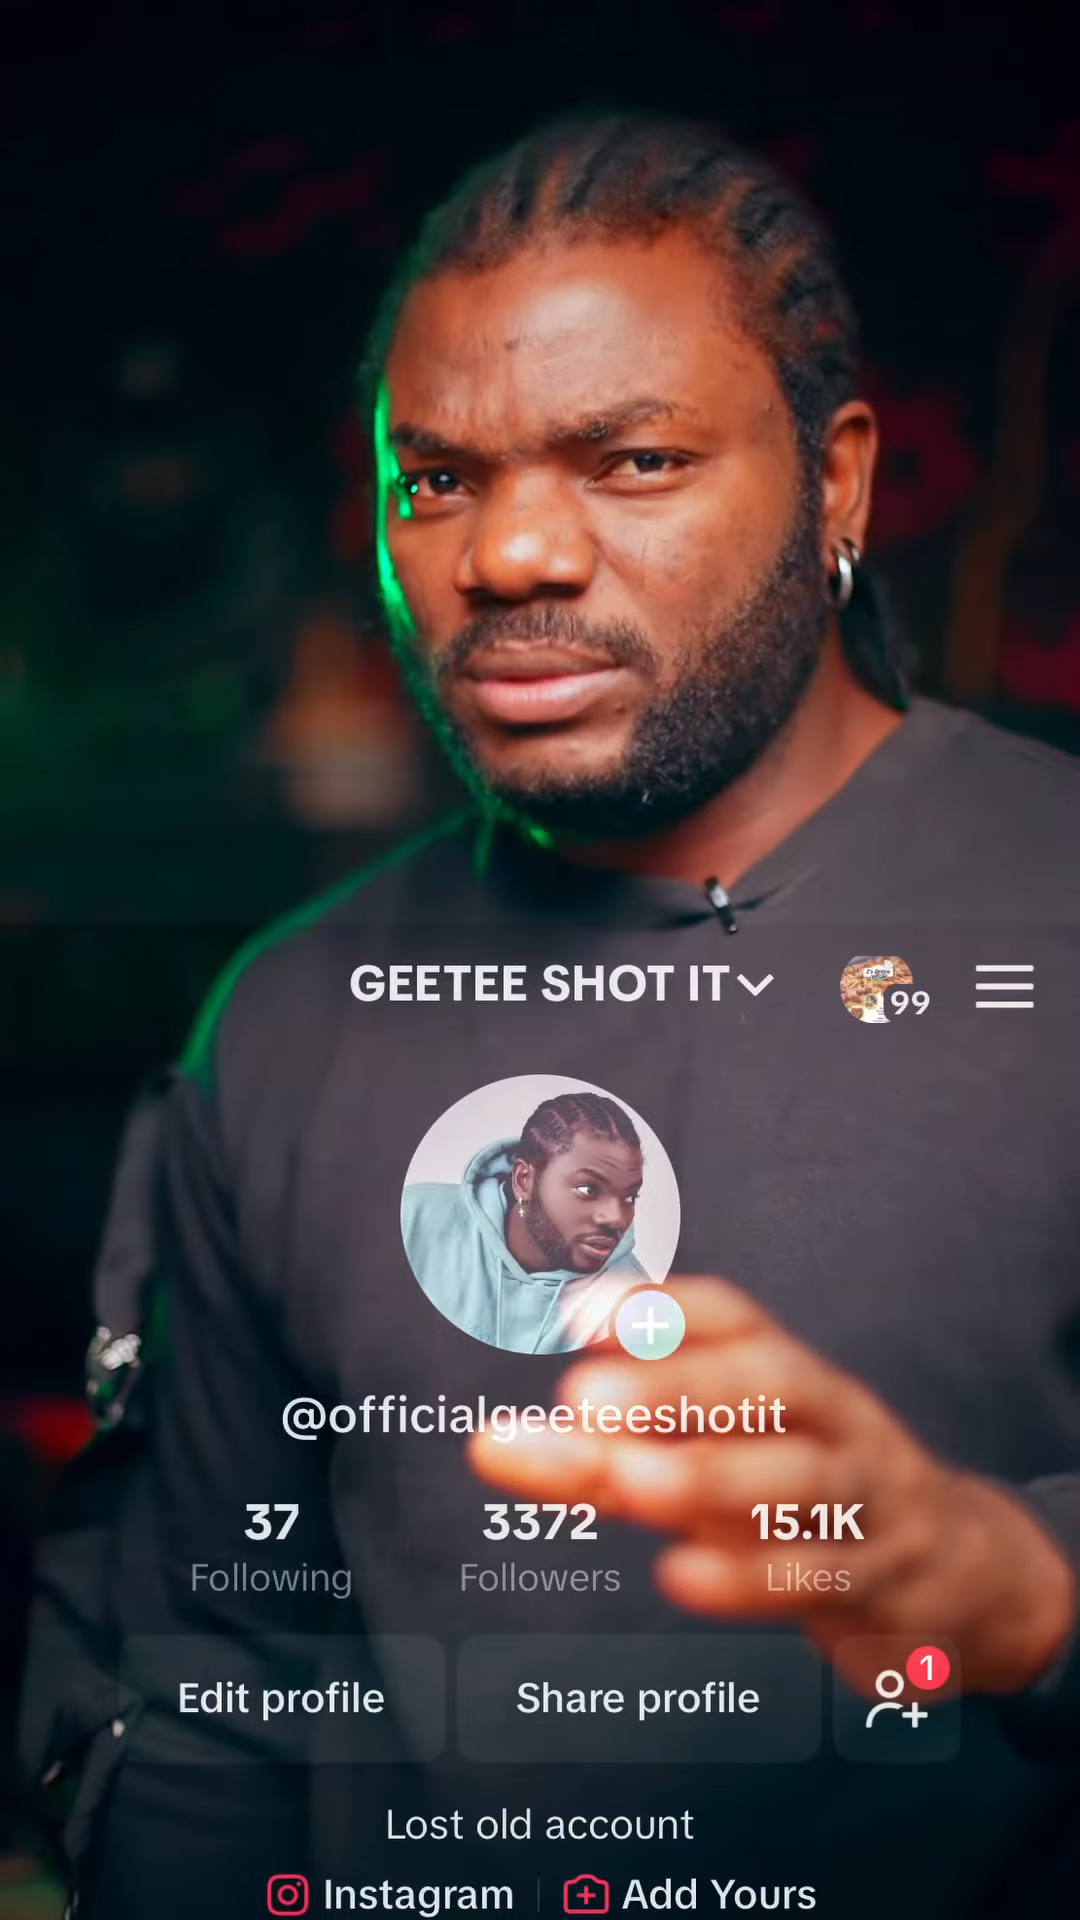 GEETEE SHOT IT
99
@officialgeeteeshotit
37 3372 15.1K
Following Followers Likes
Edit profile Share profile 1
Lost old account
Instagram Add Yours